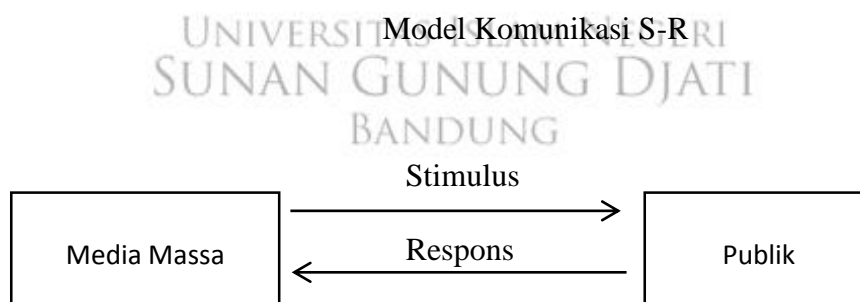 Model Komunikasi S-R
UNIVERSITAS ISLAM NEGERI
SUNAN GUNUNG DJATI
BANDUNG
Stimulus
Media Massa
Respons
Publik